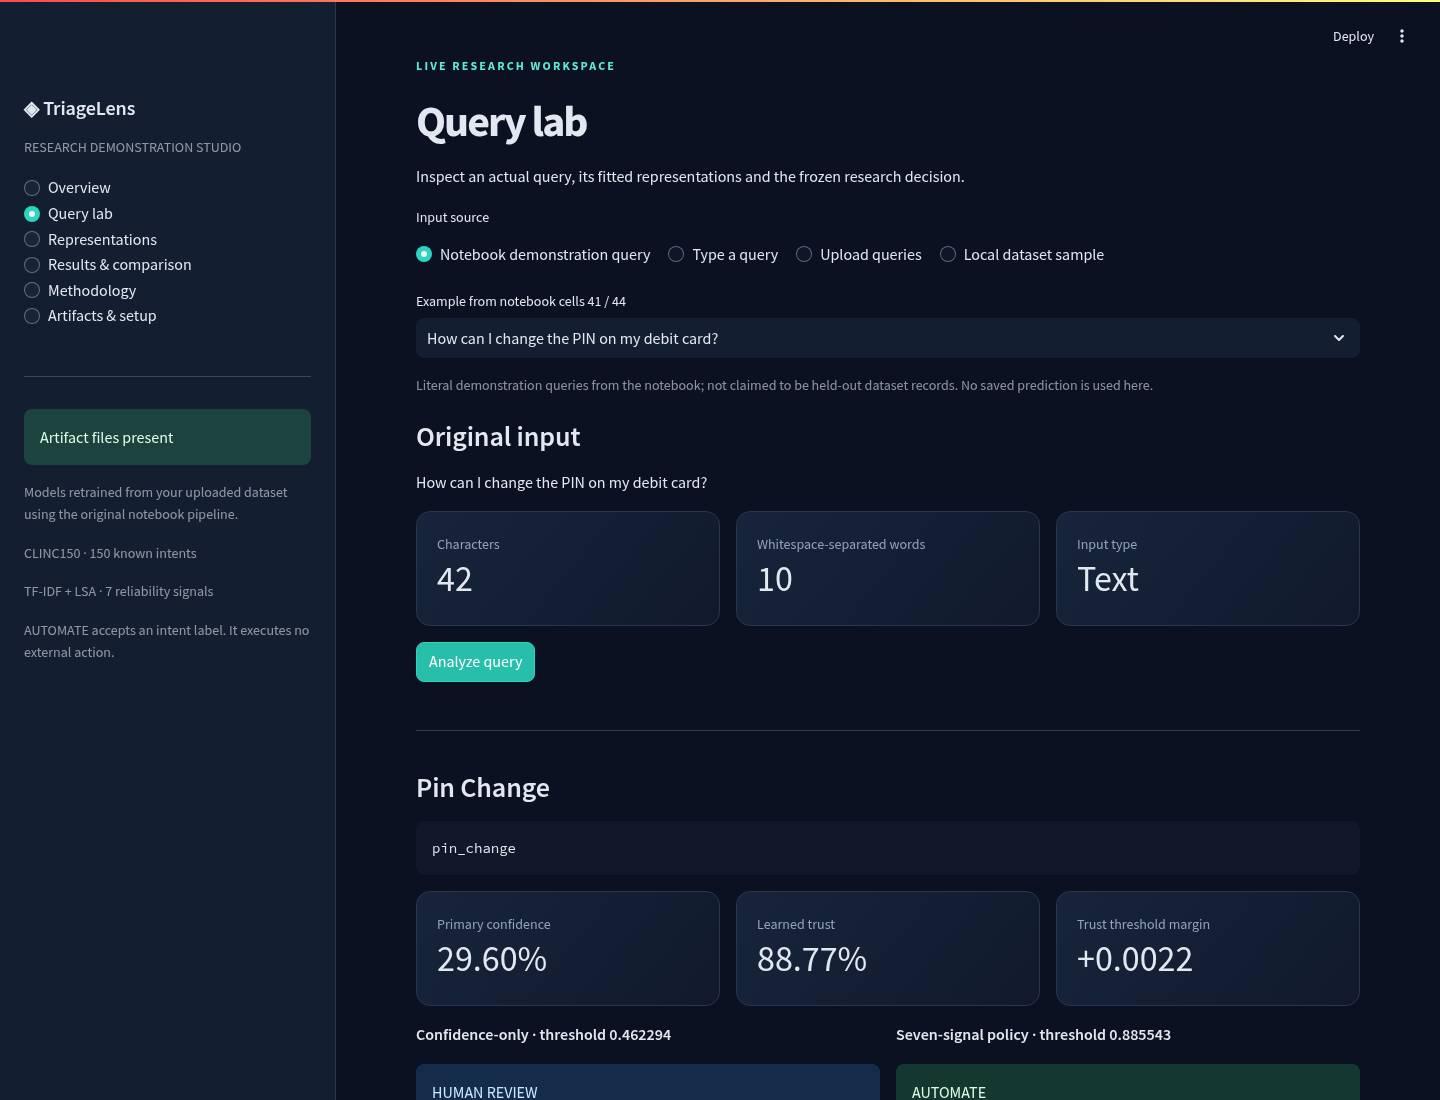 Deploy
◈ TriageLens
RESEARCH DEMONSTRATION STUDIO
Overview
Query lab
Representations
Results & comparison
Methodology
Artifacts & setup
Artifact files present
Models retrained from your uploaded dataset
using the original notebook pipeline.
CLINC150 · 150 known intents
TF-IDF + LSA · 7 reliability signals
AUTOMATE accepts an intent label. It executes no
external action.
LIVE RESEARCH WORKSPACE
Query lab
Inspect an actual query, its fitted representations and the frozen research decision.
Input source
Notebook demonstration query Type a query Upload queries Local dataset sample
Example from notebook cells 41 / 44
How can I change the PIN on my debit card?
Literal demonstration queries from the notebook; not claimed to be held-out dataset records. No saved prediction is used here.
Original input
How can I change the PIN on my debit card?
Characters
42
Whitespace-separated words
10
Input type
Text
Analyze query
Pin Change
pin_change
Primary confidence
29.60%
Learned trust
88.77%
Trust threshold margin
+0.0022
Confidence-only · threshold 0.462294
HUMAN REVIEW
Seven-signal policy · threshold 0.885543
AUTOMATE